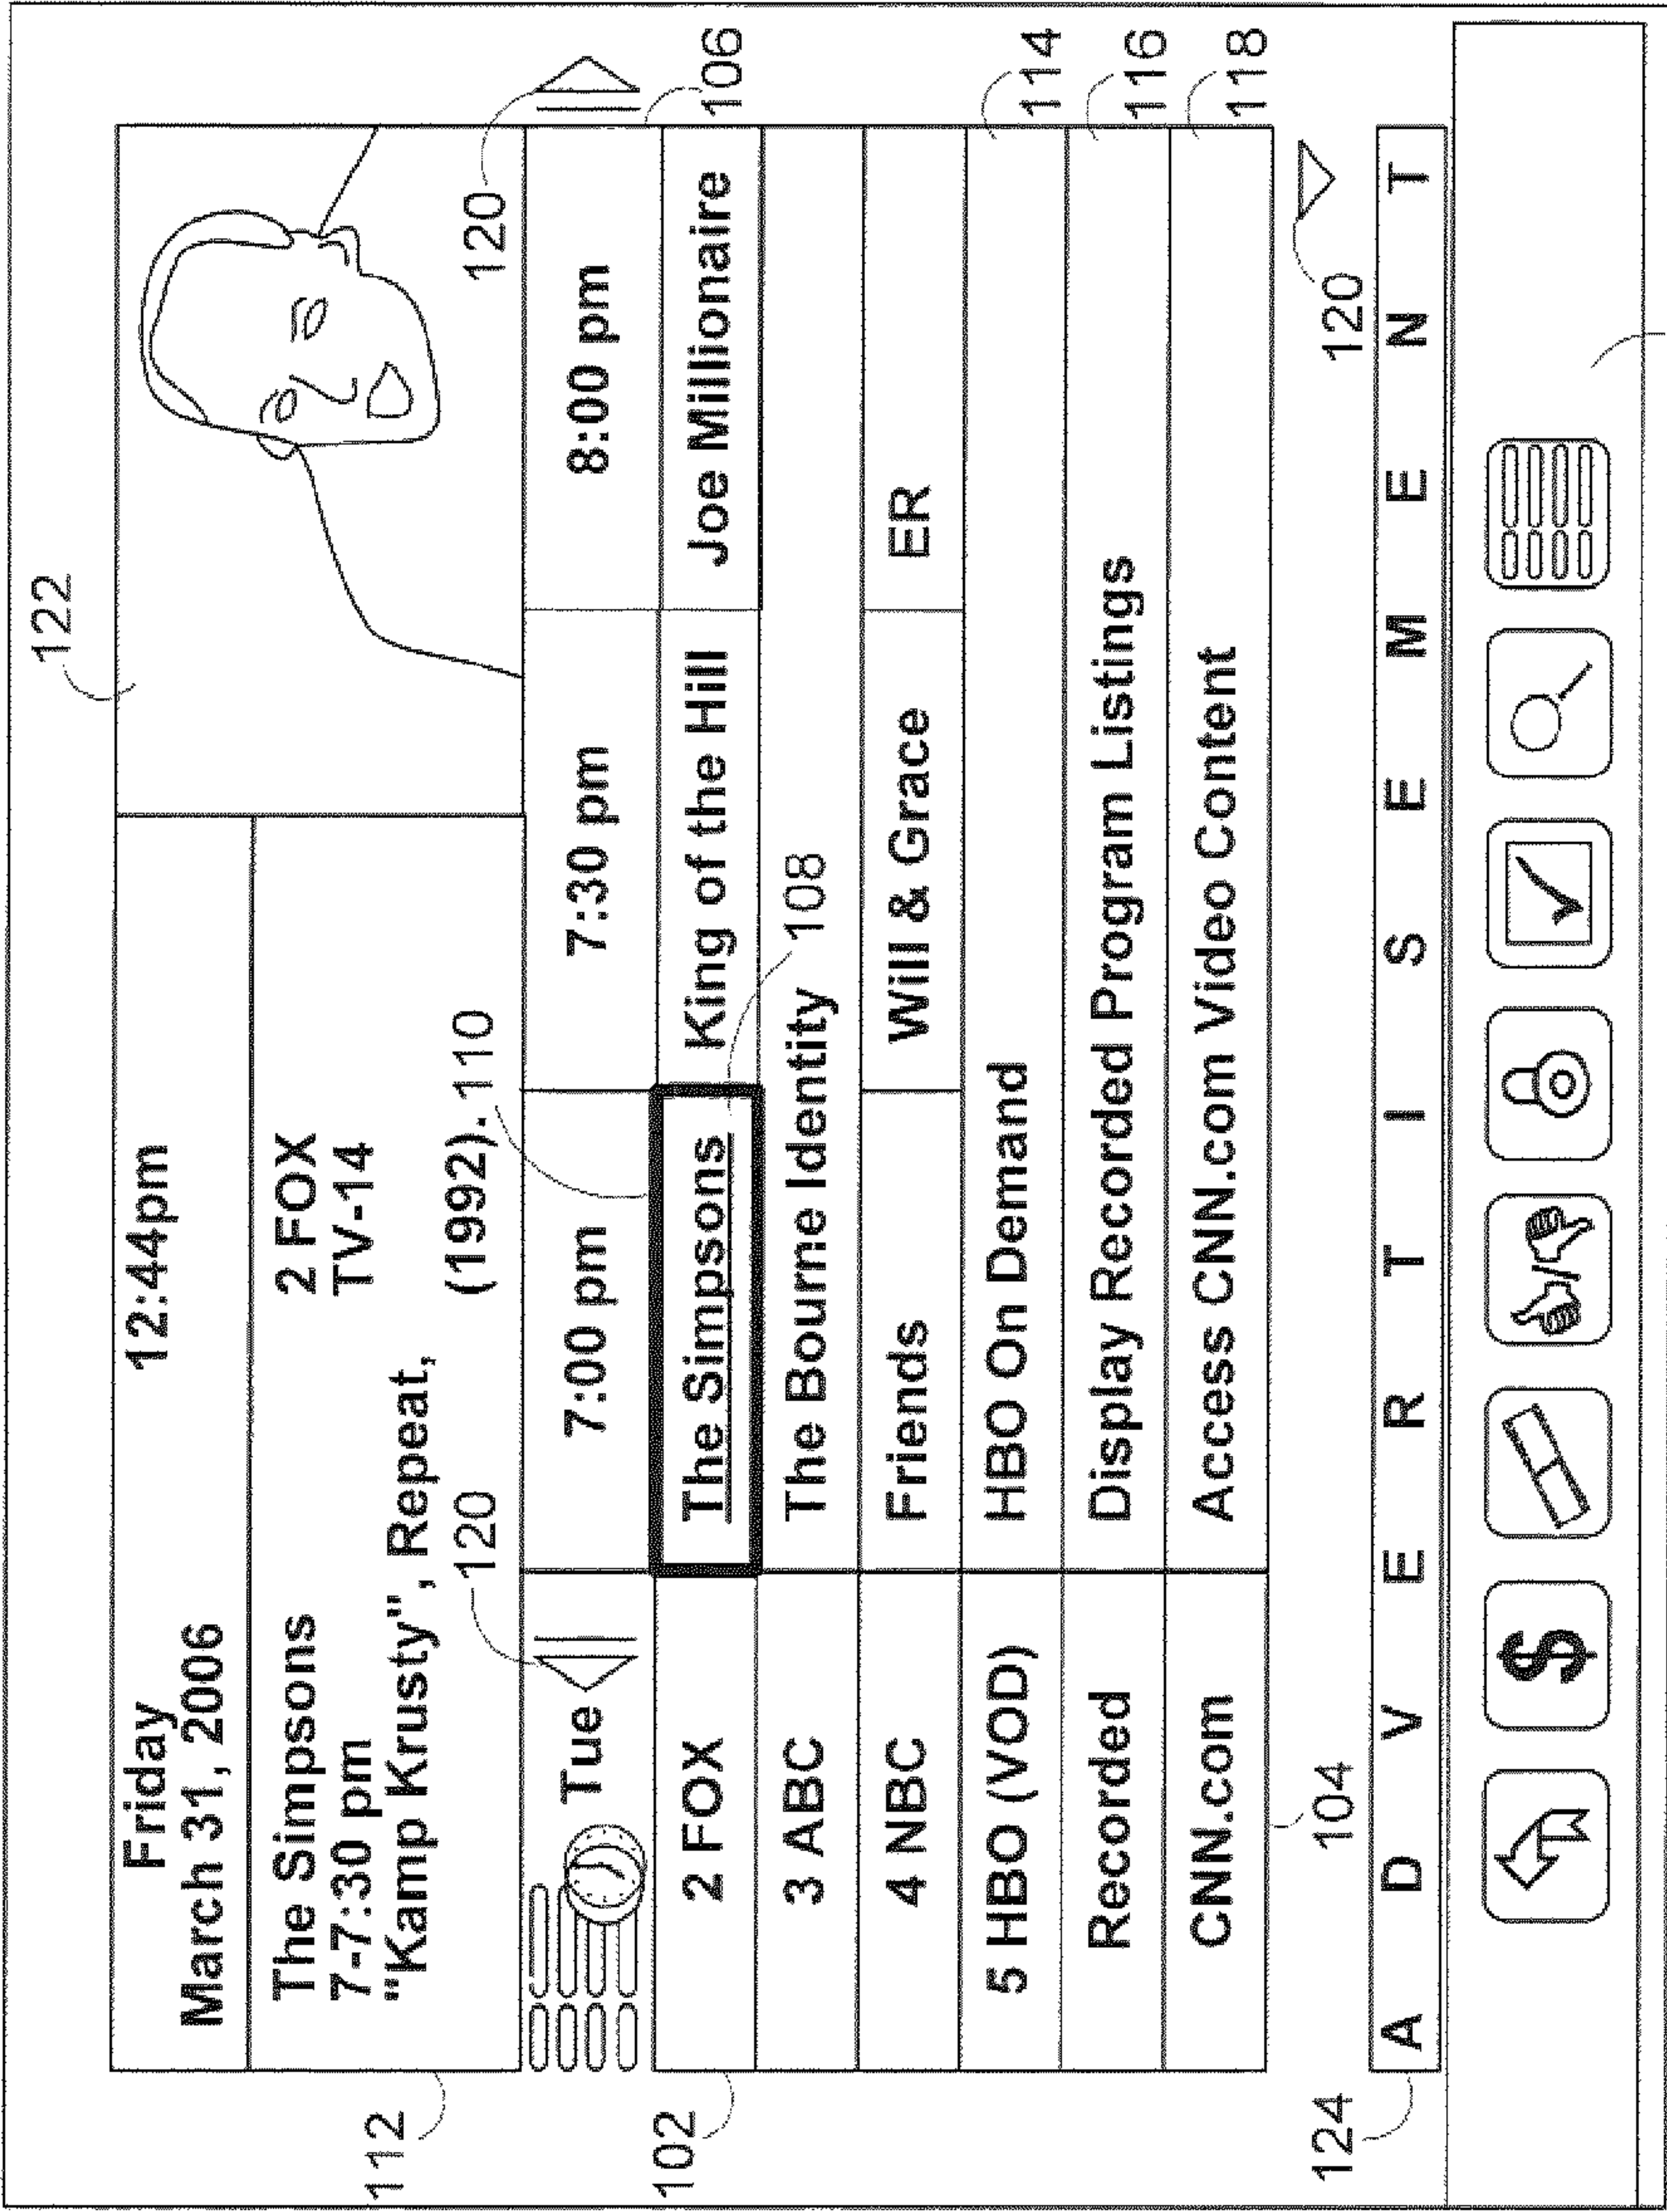 122
Friday 12:44pm
March 31, 2006
The Simpsons 2 FOX
7-7:30 pm TV-14
"Kamp Krusty", Repeat, (1992).
112
120
110
120
Tue 7:00 pm 7:30 pm 8:00 pm
106
102
2 FOX The Simpsons King of the Hill Joe Millionaire
3 ABC The Bourne Identity
108
4 NBC Friends Will & Grace ER
5 HBO (VOD) HBO On Demand
114
Recorded Display Recorded Program Listings
116
CNN.com Access CNN.com Video Content
118
104
120
124
A D V E R T I S E M E N T
$